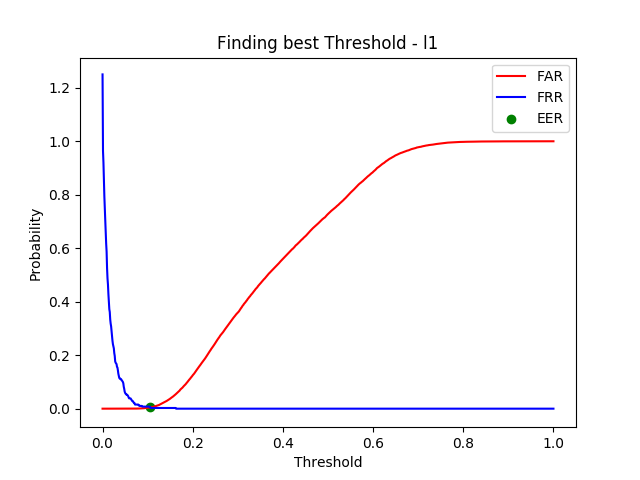 Finding best Threshold - l1
FAR
FRR
EER
1.2
1.0
0.8
0.6
0.4
0.2
0.0
Probability
0.0 0.2 0.4 0.6 0.8 1.0
Threshold